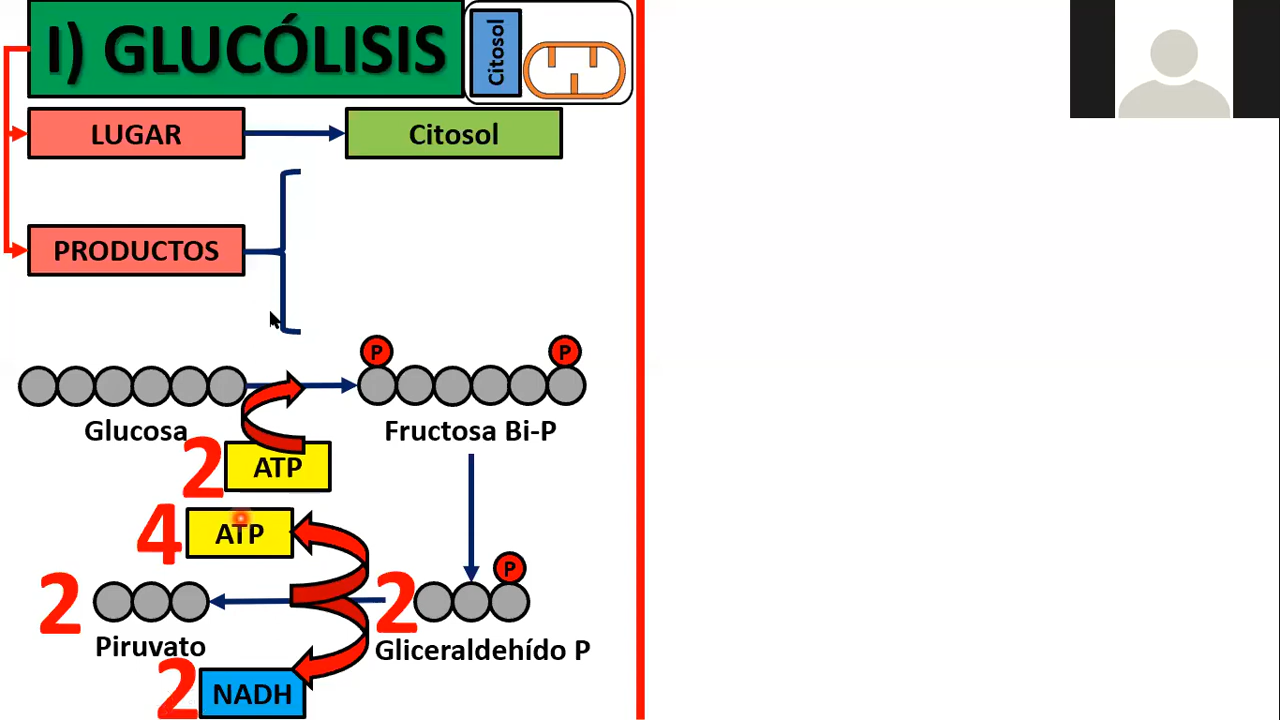 I) GLUCÓLISIS
Citosol
LUGAR
Citosol
PRODUCTOS
P
P
Glucosa
Fructosa Bi-P
2
ATP
4
ATP
P
2
2
Piruvato
Gliceraldehído P
2
NADH